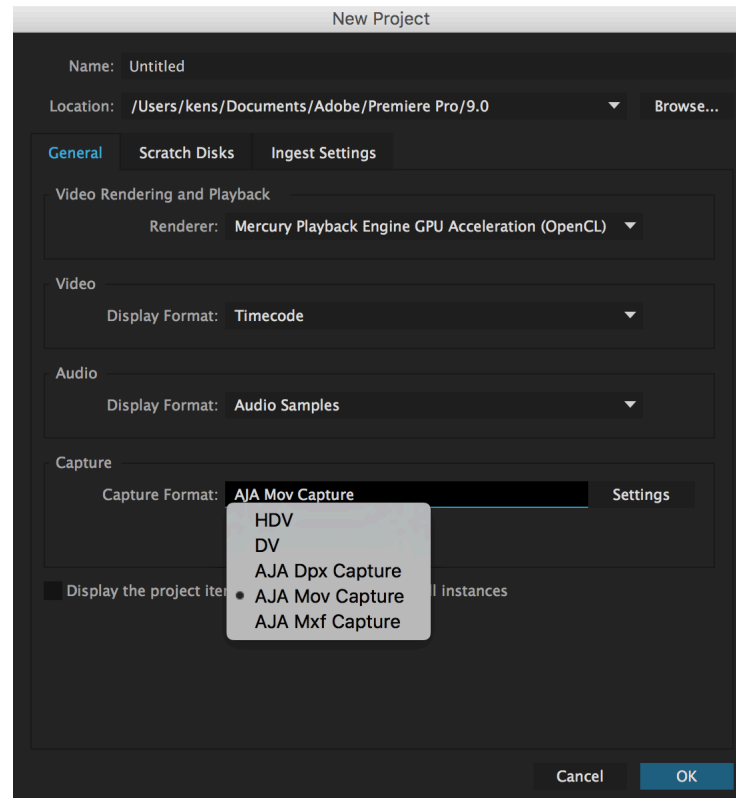 New Project
Name: Untitled
Location: /Users/kens/Documents/Adobe/Premiere Pro/9.0 Browse...
General Scratch Disks Ingest Settings
Video Rendering and Playback
Renderer: Mercury Playback Engine GPU Acceleration (OpenCL)
Video
Display Format: Timecode
Audio
Display Format: Audio Samples
Capture
Capture Format: AJA Mov Capture Settings
HDV
DV
AJA Dpx Capture
AJA Mov Capture
AJA Mxf Capture
Display the project instances
Cancel OK